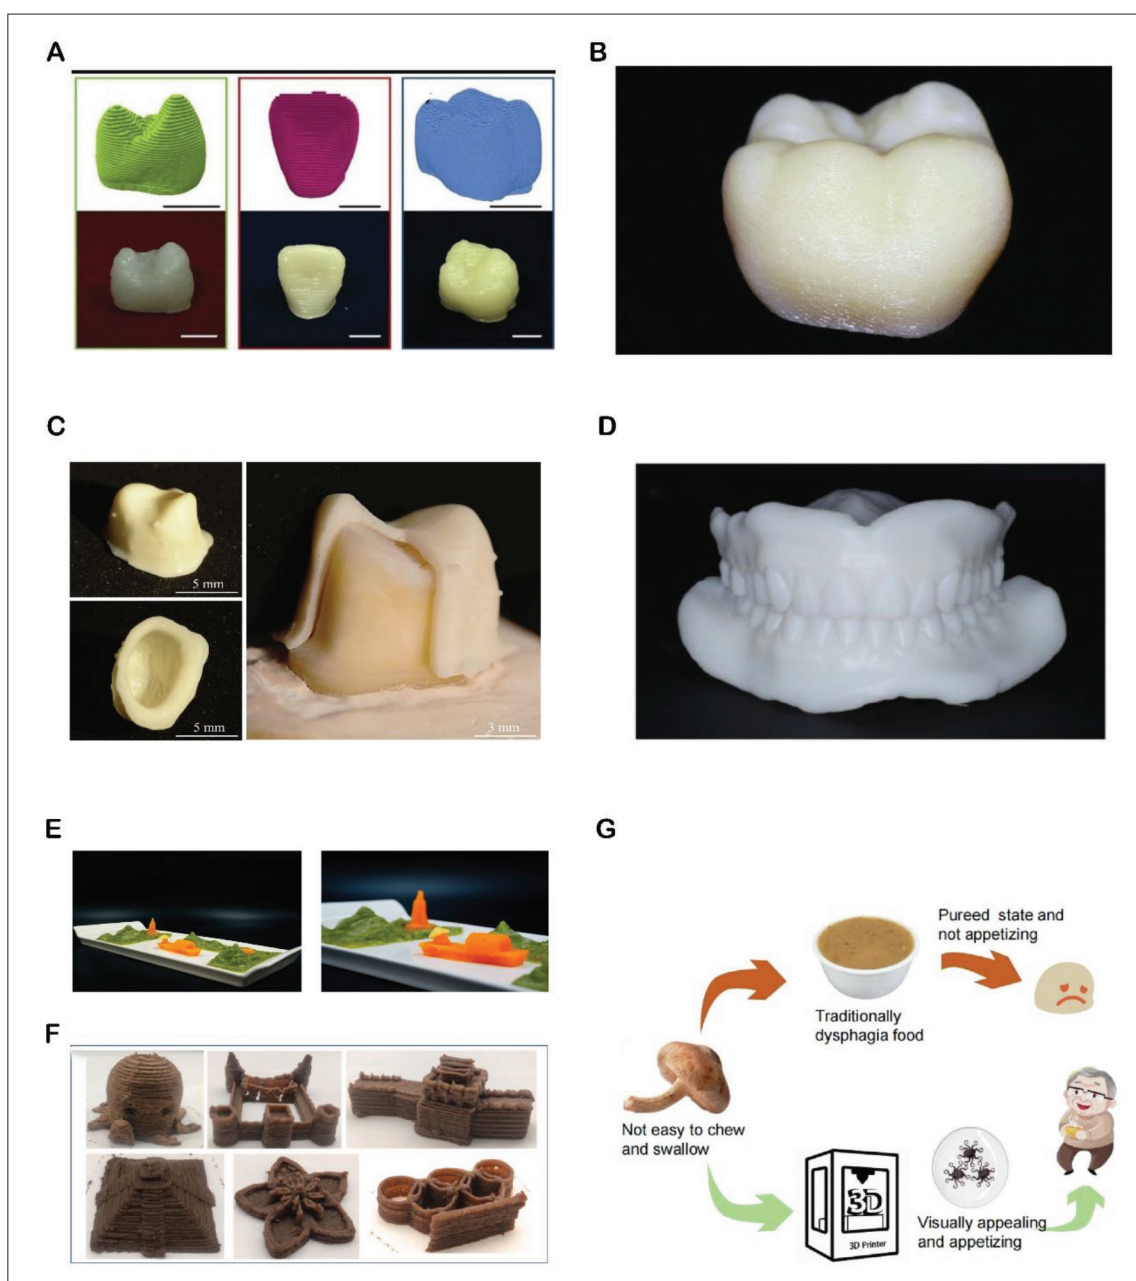 A
B
C
5 mm
5 mm
3 mm
D
E
F
G
Pureed state and
not appetizing
Traditionally
dysphagia food
Not easy to chew
and swallow
3D
3D Printer
Visually appealing
and appetizing